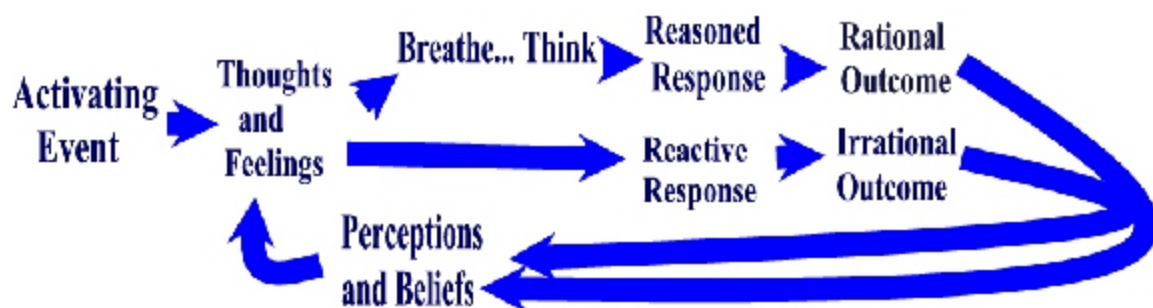 Activating
Event
Thoughts
and
Feelings
Breathe... Think
Reasoned
Response
Rational
Outcome
Reactive
Response
Irrational
Outcome
Perceptions
and Beliefs